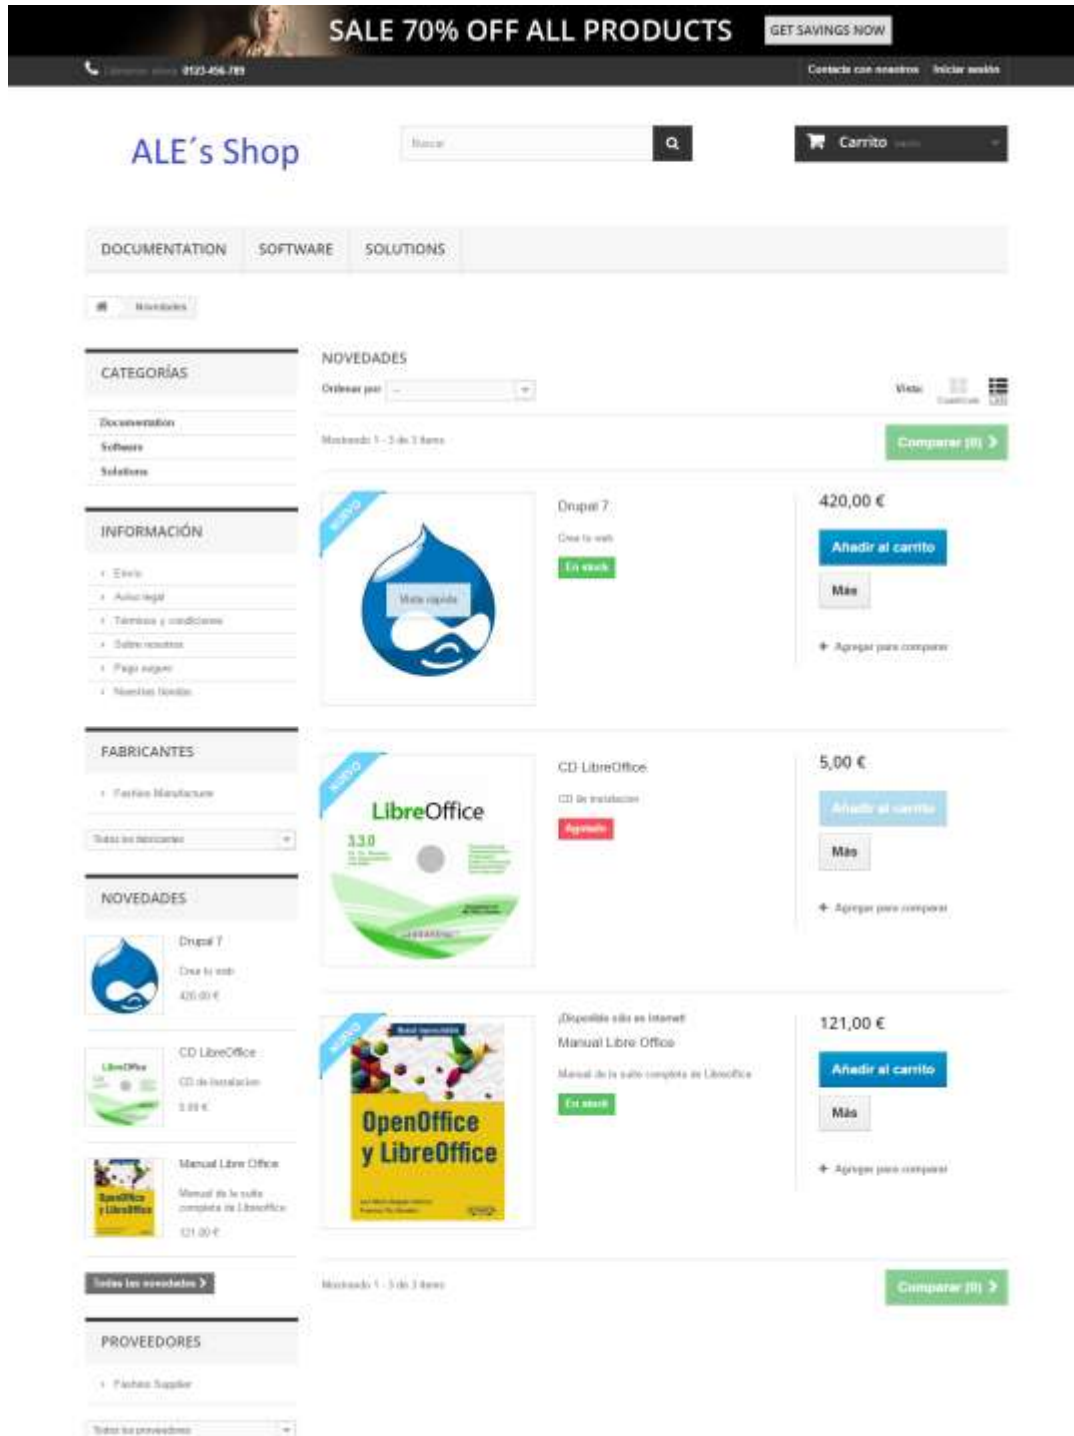 SALE 70% OFF ALL PRODUCTS
GET SAVINGS NOW
0123-456-789
Contacte con nosotros
Iniciar sesión
ALE´s Shop
Buscar
Carrito
DOCUMENTATION
SOFTWARE
SOLUTIONS
Novedades
CATEGORÍAS
Documentation
Software
Solutions
INFORMACIÓN
Envío
Aviso legal
Términos y condiciones
Sobre nosotros
Pago seguro
Nuestras tiendas
FABRICANTES
Fashion Manufacturer
Todos los fabricantes
NOVEDADES
Drupal 7
Crea tu web
420,00 €
CD LibreOffice
CD de Instalacion
5,00 €
Manual Libre Office
Manual de la suite
completa de Libreoffice
121,00 €
Todas las novedades
PROVEEDORES
Fashion Supplier
Todos los proveedores
NOVEDADES
Ordenar por
--
Vista:
Cuadrícula
Mostrando 1 - 3 de 3 items
Comparar (0)
NUEVO
Vista rápida
Drupal 7
Crea tu web
En stock
420,00 €
Añadir al carrito
Más
+ Agregar para comparar
NUEVO
LibreOffice
3.3.0
CD LibreOffice
CD de Instalacion
Agotado
5,00 €
Añadir al carrito
Más
+ Agregar para comparar
NUEVO
OpenOffice
y LibreOffice
¡Disponible sólo en Internet!
Manual Libre Office
Manual de la suite completa de Libreoffice
En stock
121,00 €
Añadir al carrito
Más
+ Agregar para comparar
Mostrando 1 - 3 de 3 items
Comparar (0)